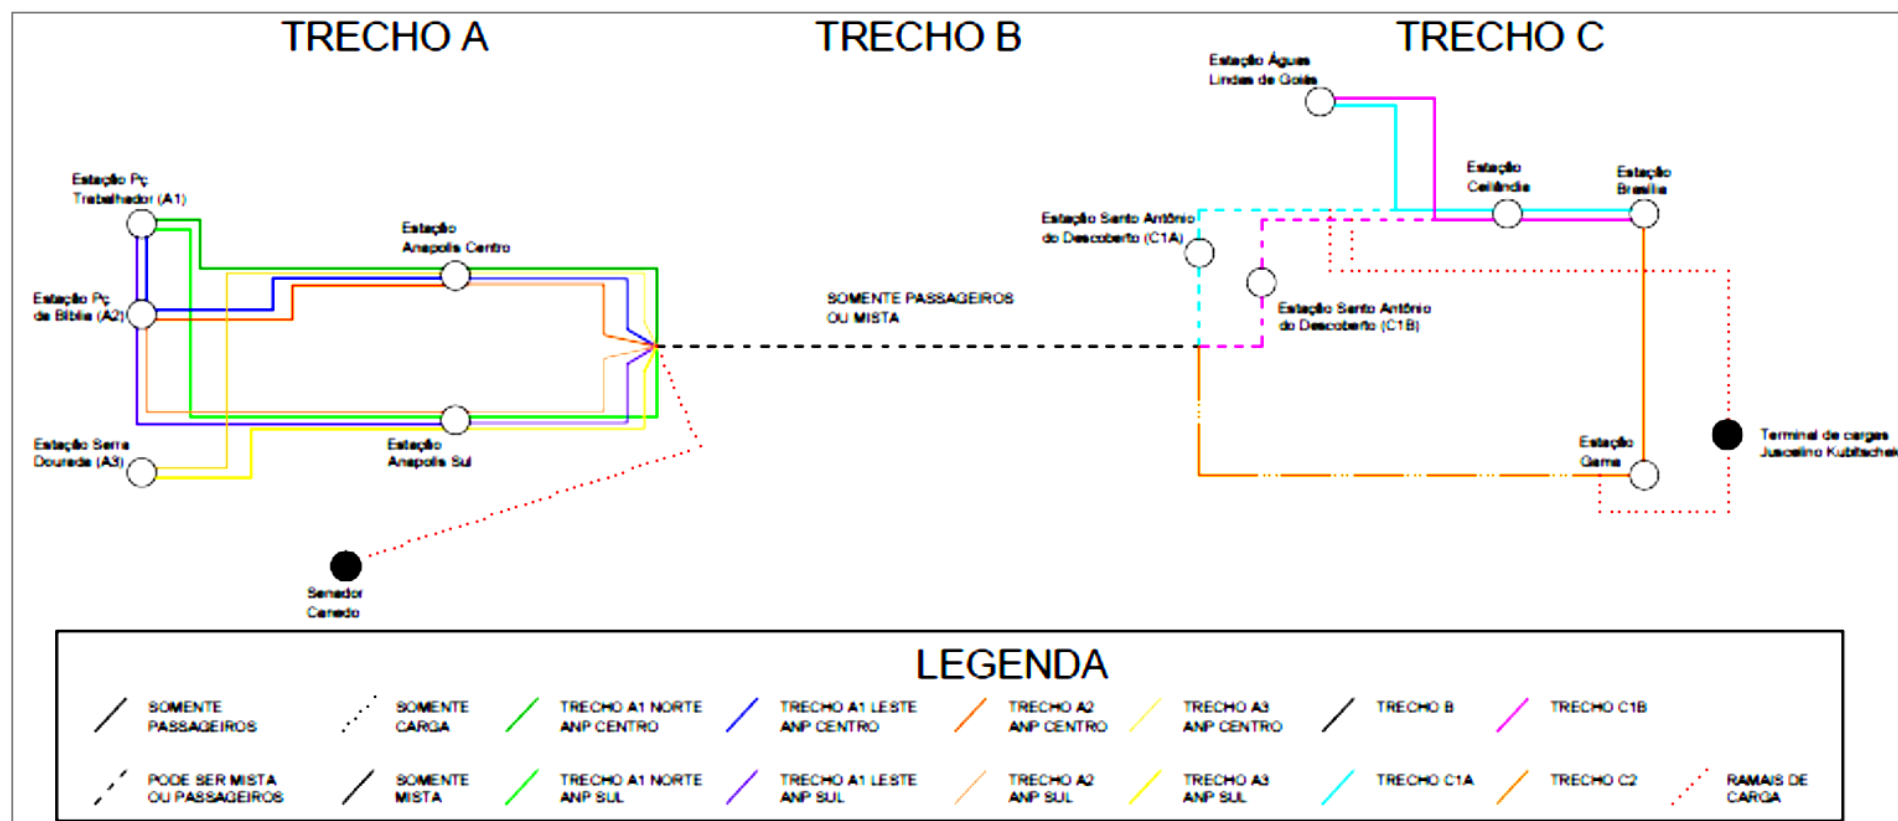 TRECHO A
TRECHO B
TRECHO C
Estação Águas
Lindas de Goiás
Estação Pç
Trabalhador (A1)
Estação
Anapolis Centro
Estação
Ceilândia
Estação
Brasília
Estação Santo Antônio
do Descoberto (C1A)
Estação Pç
da Bíblia (A2)
SOMENTE PASSAGEIROS
OU MISTA
Estação Santo Antônio
do Descoberto (C1B)
Estação Serra
Dourada (A3)
Estação
Anapolis Sul
Estação
Gama
Terminal de cargas
Juscelino Kubitschek
Senador
Canedo
LEGENDA
SOMENTE
PASSAGEIROS
SOMENTE
CARGA
TRECHO A1 NORTE
ANP CENTRO
TRECHO A1 LESTE
ANP CENTRO
TRECHO A2
ANP CENTRO
TRECHO A3
ANP CENTRO
TRECHO B
TRECHO C1B
PODE SER MISTA
OU PASSAGEIROS
SOMENTE
MISTA
TRECHO A1 NORTE
ANP SUL
TRECHO A1 LESTE
ANP SUL
TRECHO A2
ANP SUL
TRECHO A3
ANP SUL
TRECHO C1A
TRECHO C2
RAMAIS DE
CARGA